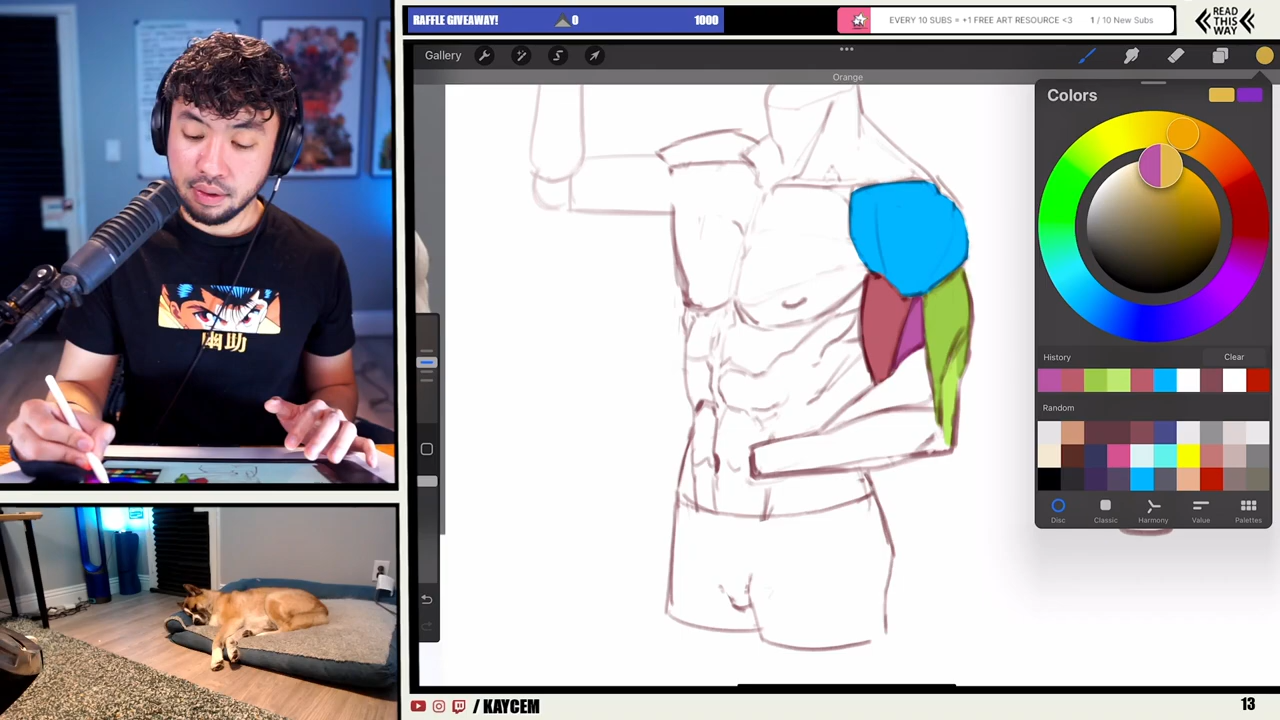 RAFFLE GIVEAWAY!
0
1000
EVERY 10 SUBS = +1 FREE ART RESOURCE <3
1 / 10 New Subs
READ
THIS
WAY
Gallery
Orange
Colors
History
Clear
Random
Disc
Classic
Harmony
Value
Palettes
幽助
/ KAYCEM
13